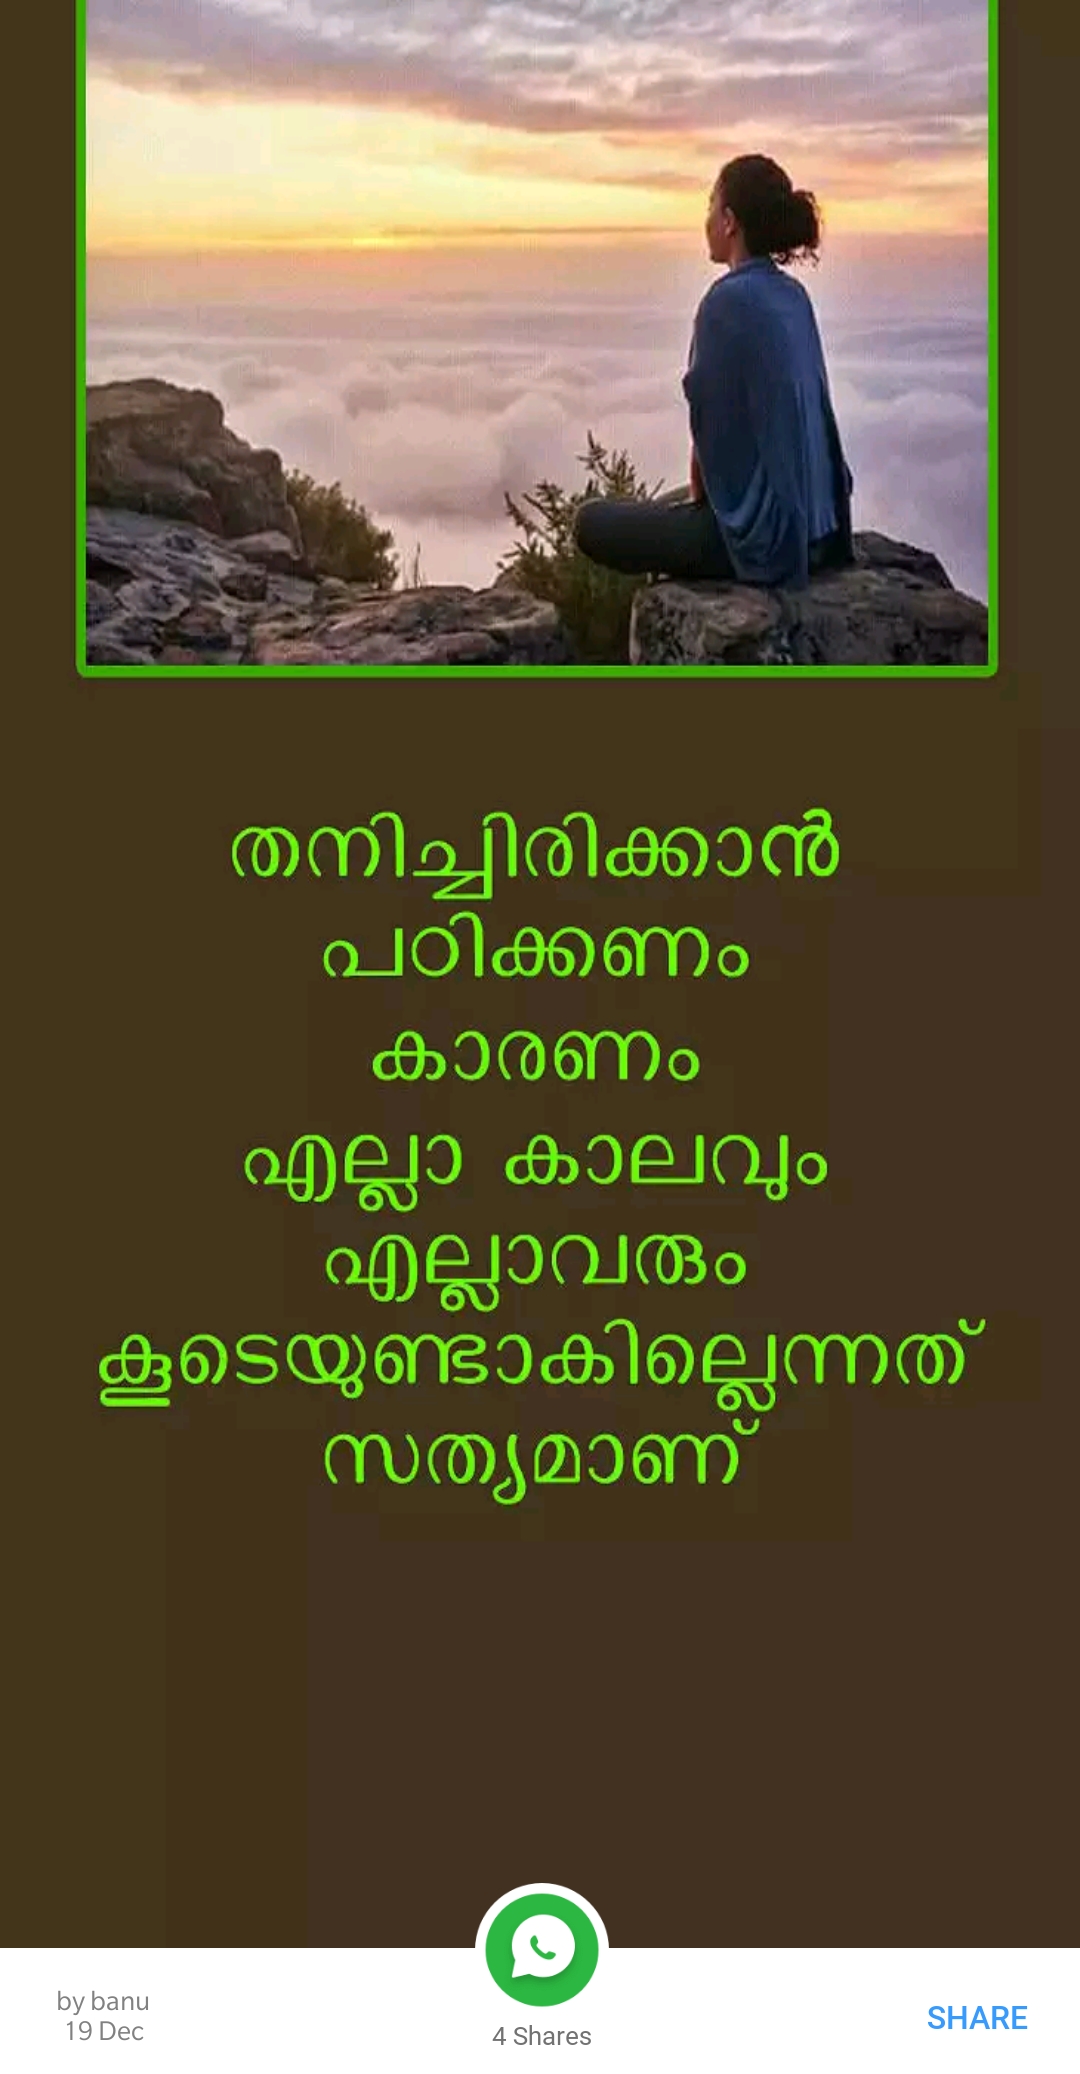 തനിച്ചിരിക്കാൻ
പഠിക്കണം
കാരണം
എല്ലാ കാലവും
എല്ലാവരും
കൂടെയുണ്ടാകില്ലെന്നത്
സത്യമാണ്
by banu
19 Dec
4 Shares
SHARE